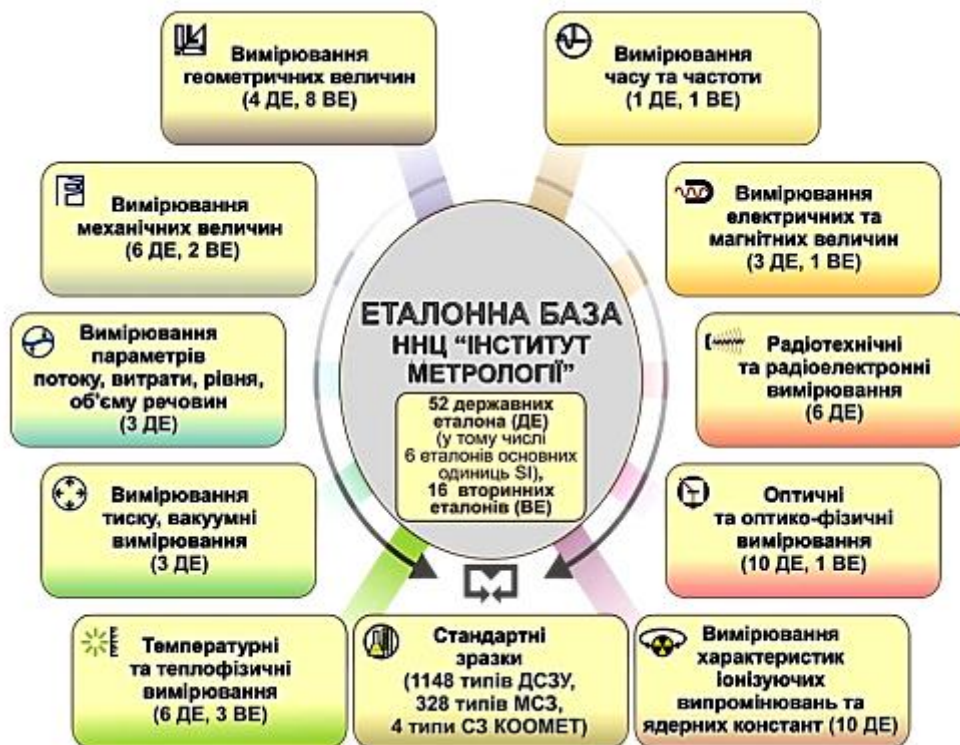 Вимірювання
геометричних величин
(4 ДЕ, 8 ВЕ)
Вимірювання
часу та частоти
(1 ДЕ, 1 ВЕ)
Вимірювання
механічних величин
(6 ДЕ, 2 ВЕ)
Вимірювання
електричних та
магнітних величин
(3 ДЕ, 1 ВЕ)
ЕТАЛОННА БАЗА
ННЦ “ІНСТИТУТ
МЕТРОЛОГІЇ”
52 державних
еталона (ДЕ)
(у тому числі
6 еталонів основних
одиниць SI),
16 вторинних
еталонів (ВЕ)
Вимірювання
параметрів
потоку, витрати, рівня,
об'єму речовин
(3 ДЕ)
Радіотехнічні
та радіоелектронні
вимірювання
(6 ДЕ)
Вимірювання
тиску, вакуумні
вимірювання
(3 ДЕ)
Оптичні
та оптико-фізичні
вимірювання
(10 ДЕ, 1 ВЕ)
Температурні
та теплофізичні
вимірювання
(6 ДЕ, 3 ВЕ)
Стандартні
зразки
(1148 типів ДСЗУ,
328 типів МСЗ,
4 типи СЗ КООМЕТ)
Вимірювання
характеристик
іонізуючих
випромінювань та
ядерних констант (10 ДЕ)